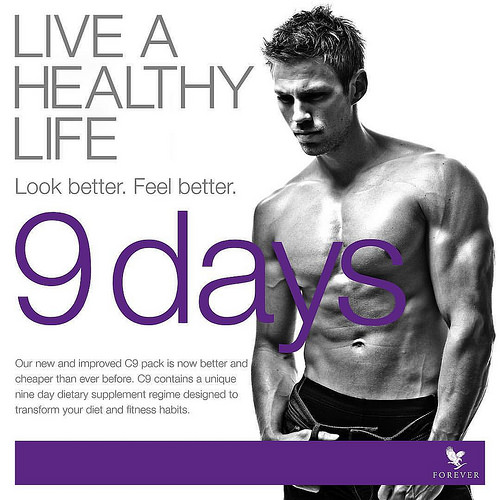 LIVE A
HEALTHY
LIFE
Look better. Feel better.
9 days
Our new and improved C9 pack is now better and
cheaper than ever before. C9 contains a unique
nine day dietary supplement regime designed to
transform your diet and fitness habits.
FOREVER